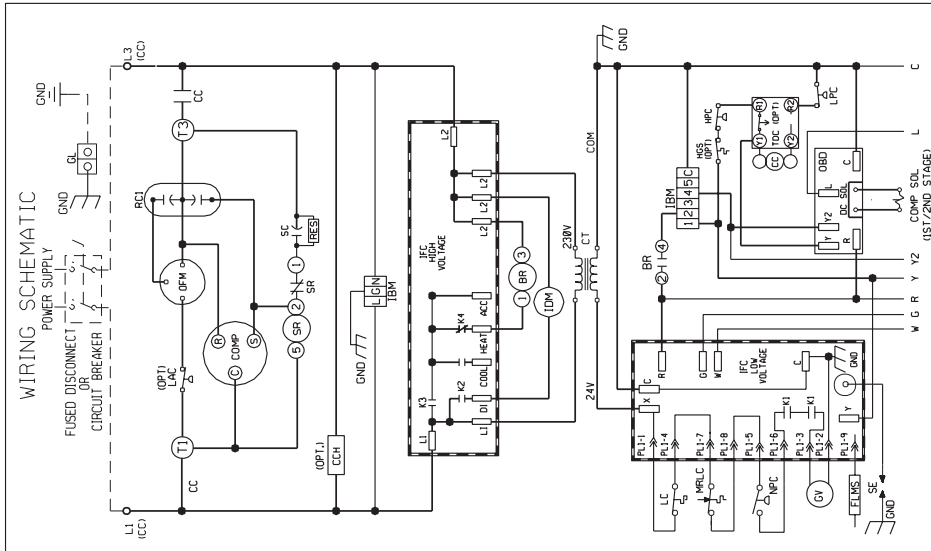 WIRING SCHEMATIC
POWER SUPPLY
FUSED DISCONNECT
OR
CIRCUIT BREAKER
GND
GL
GND
L1
(CC)
L3
(CC)
CC
T1
(OPT)
LAC
OFM
RC1
T3
CC
R
S
C
COMP
5
SR
2
SR
1
SC
RES
(OPT.)
CCH
GND
L G N
IBM
IFC
HIGH
VOLTAGE
L1
K3
K2
K4
L1
DI
COOL
HEAT
ACC
L2
L2
L2
L2
1
BR
3
IDM
230V
CT
24V
COM
GND
IFC
LOW
VOLTAGE
R
G
W
X
C
C
GND
Y
K1
K1
PL1-1
PL1-4
PL1-7
PL1-8
PL1-5
PL1-6
PL1-3
PL1-2
PL1-9
LC
MRLC
NPC
GV
FLMS
SE
GND
BR
2
4
1 2 3 4 5 C
IBM
HGS
(OPT)
HPC
Y1
R1
TDC (OPT)
Y2
R2
CC
LPC
OBD
Y
Y2
L
R
DC SOL
C
COMP SOL
(1ST/2ND STAGE)
W
G
R
Y
Y2
L
C